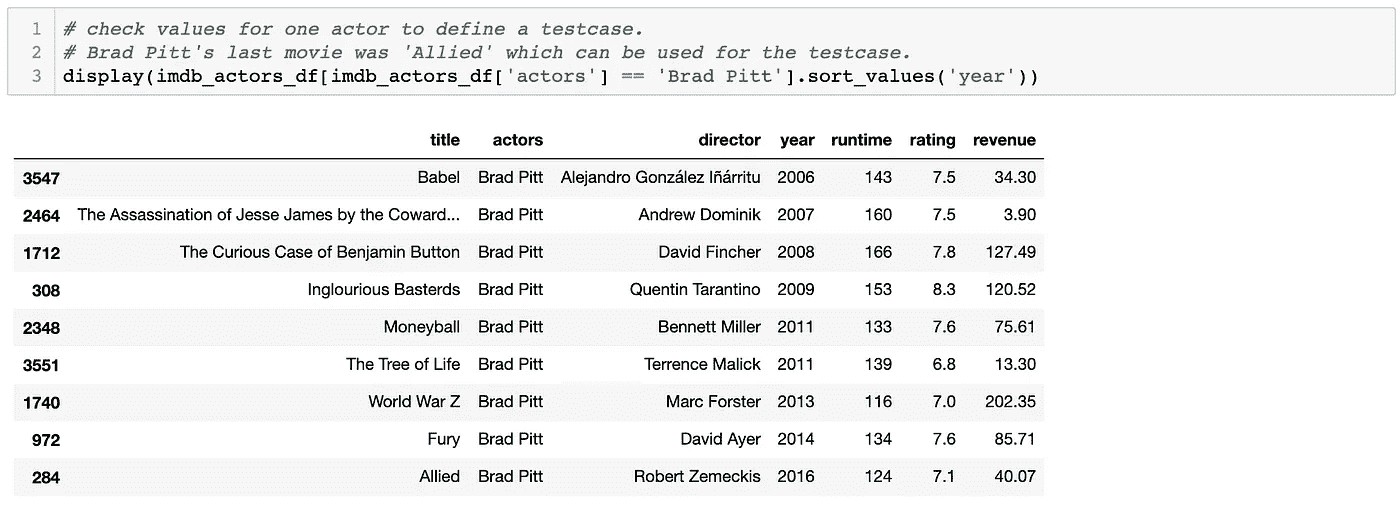 1 # check values for one actor to define a testcase.
2 # Brad Pitt's last movie was 'Allied' which can be used for the testcase.
3 display(imdb_actors_df[imdb_actors_df['actors'] == 'Brad Pitt'].sort_values('year'))
title actors director year runtime rating revenue
3547 Babel Brad Pitt Alejandro González Iñárritu 2006 143 7.5 34.30
2464 The Assassination of Jesse James by the Coward... Brad Pitt Andrew Dominik 2007 160 7.5 3.90
1712 The Curious Case of Benjamin Button Brad Pitt David Fincher 2008 166 7.8 127.49
308 Inglourious Basterds Brad Pitt Quentin Tarantino 2009 153 8.3 120.52
2348 Moneyball Brad Pitt Bennett Miller 2011 133 7.6 75.61
3551 The Tree of Life Brad Pitt Terrence Malick 2011 139 6.8 13.30
1740 World War Z Brad Pitt Marc Forster 2013 116 7.0 202.35
972 Fury Brad Pitt David Ayer 2014 134 7.6 85.71
284 Allied Brad Pitt Robert Zemeckis 2016 124 7.1 40.07